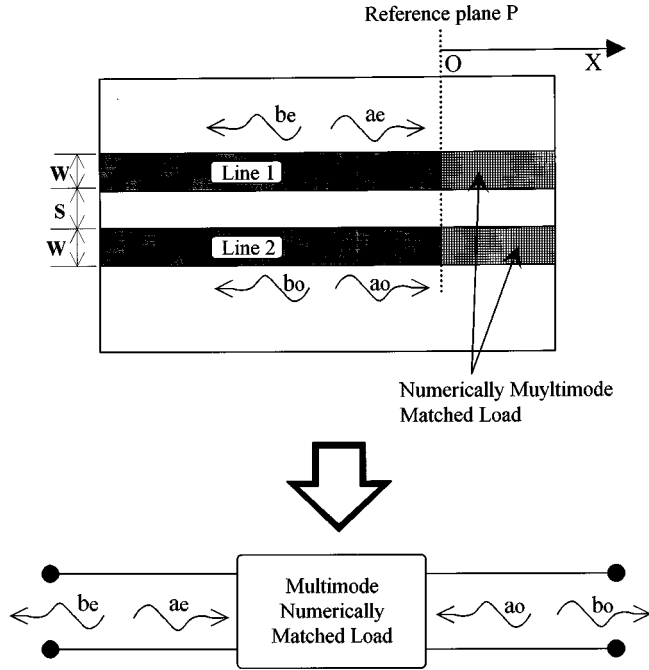 Reference plane P
O X
be ae
W
Line 1
S
W
Line 2
bo ao
Numerically Muyltimode
Matched Load
be ae
Multimode
Numerically
Matched Load
ao bo